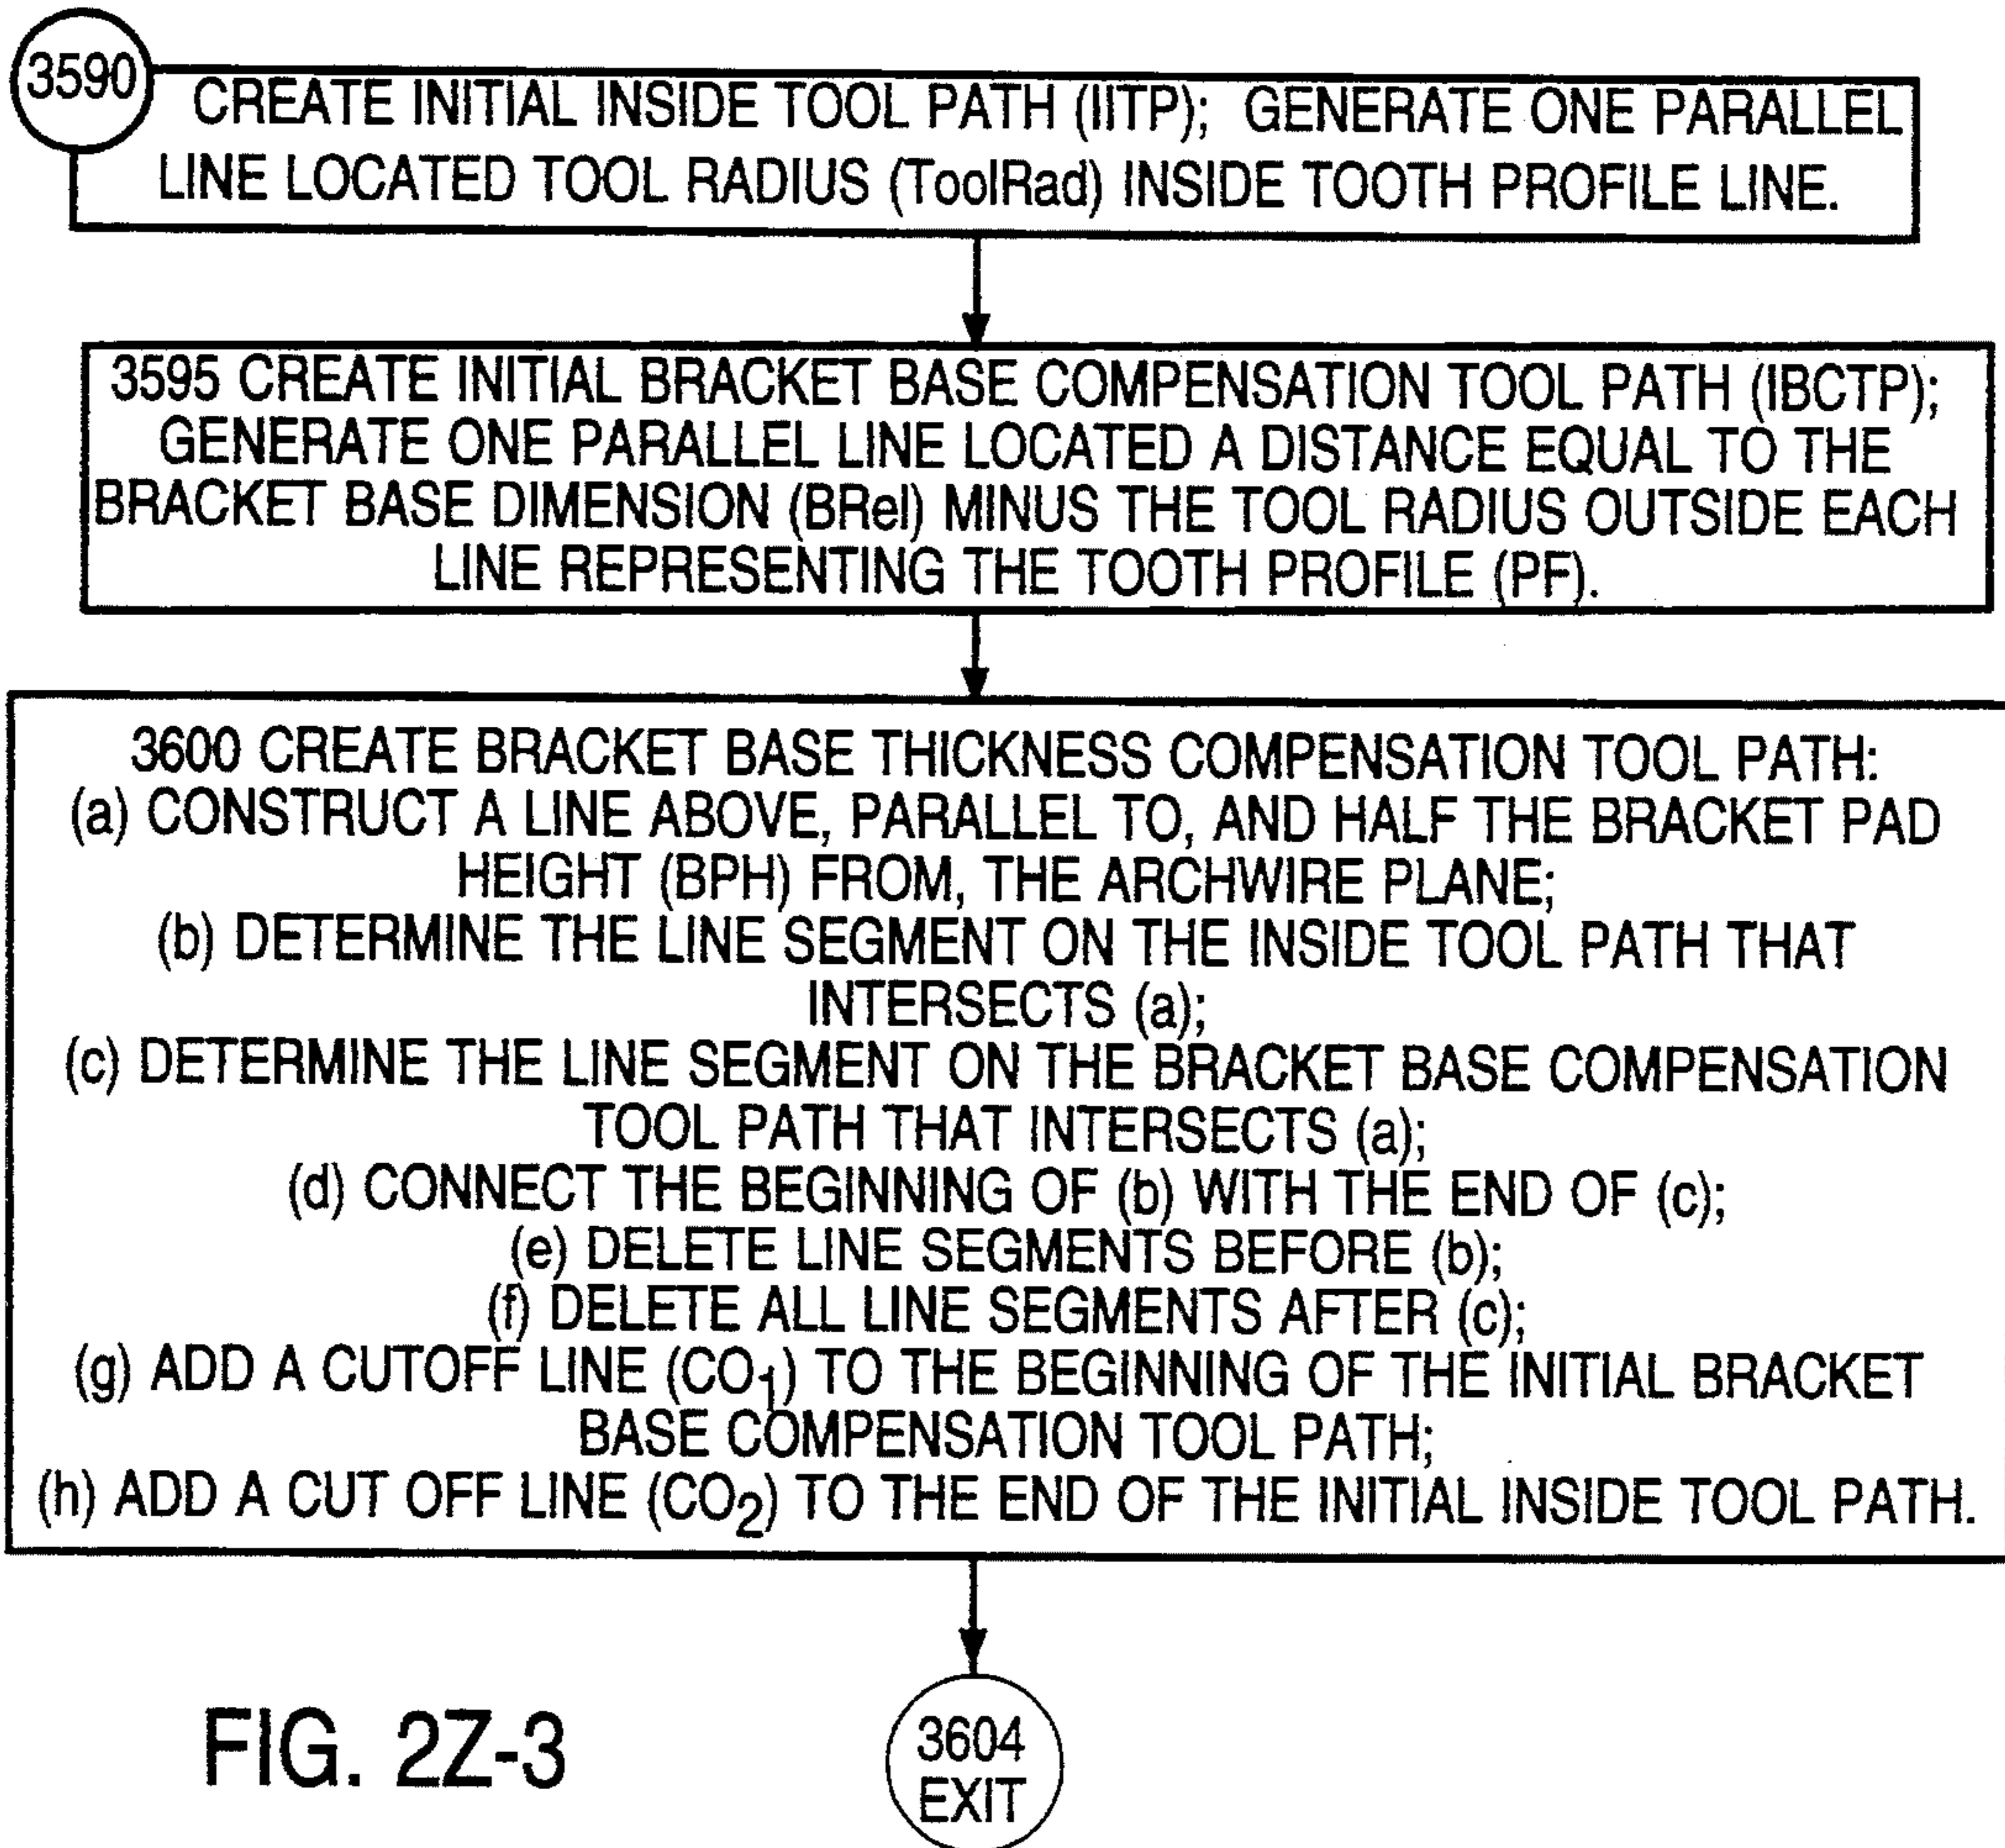 3590
CREATE INITIAL INSIDE TOOL PATH (IITP); GENERATE ONE PARALLEL
LINE LOCATED TOOL RADIUS (ToolRad) INSIDE TOOTH PROFILE LINE.
3595 CREATE INITIAL BRACKET BASE COMPENSATION TOOL PATH (IBCTP);
GENERATE ONE PARALLEL LINE LOCATED A DISTANCE EQUAL TO THE
BRACKET BASE DIMENSION (BRel) MINUS THE TOOL RADIUS OUTSIDE EACH
LINE REPRESENTING THE TOOTH PROFILE (PF).
3600 CREATE BRACKET BASE THICKNESS COMPENSATION TOOL PATH:
(a) CONSTRUCT A LINE ABOVE, PARALLEL TO, AND HALF THE BRACKET PAD
HEIGHT (BPH) FROM, THE ARCHWIRE PLANE;
(b) DETERMINE THE LINE SEGMENT ON THE INSIDE TOOL PATH THAT
INTERSECTS (a);
(c) DETERMINE THE LINE SEGMENT ON THE BRACKET BASE COMPENSATION
TOOL PATH THAT INTERSECTS (a);
(d) CONNECT THE BEGINNING OF (b) WITH THE END OF (c);
(e) DELETE LINE SEGMENTS BEFORE (b);
(f) DELETE ALL LINE SEGMENTS AFTER (c);
(g) ADD A CUTOFF LINE (CO₁) TO THE BEGINNING OF THE INITIAL BRACKET
BASE COMPENSATION TOOL PATH;
(h) ADD A CUT OFF LINE (CO₂) TO THE END OF THE INITIAL INSIDE TOOL PATH.
FIG. 2Z-3
3604
EXIT